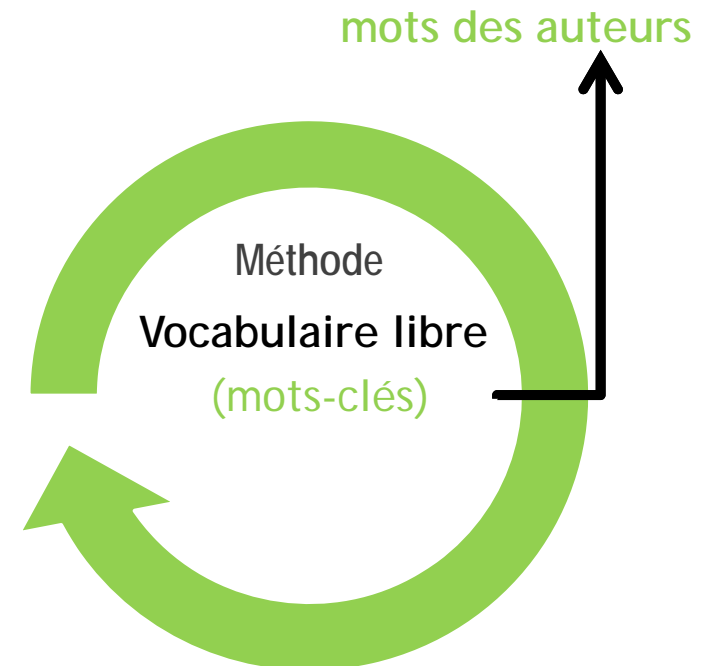 mots des auteurs
Méthode
Vocabulaire libre
(mots-clés)